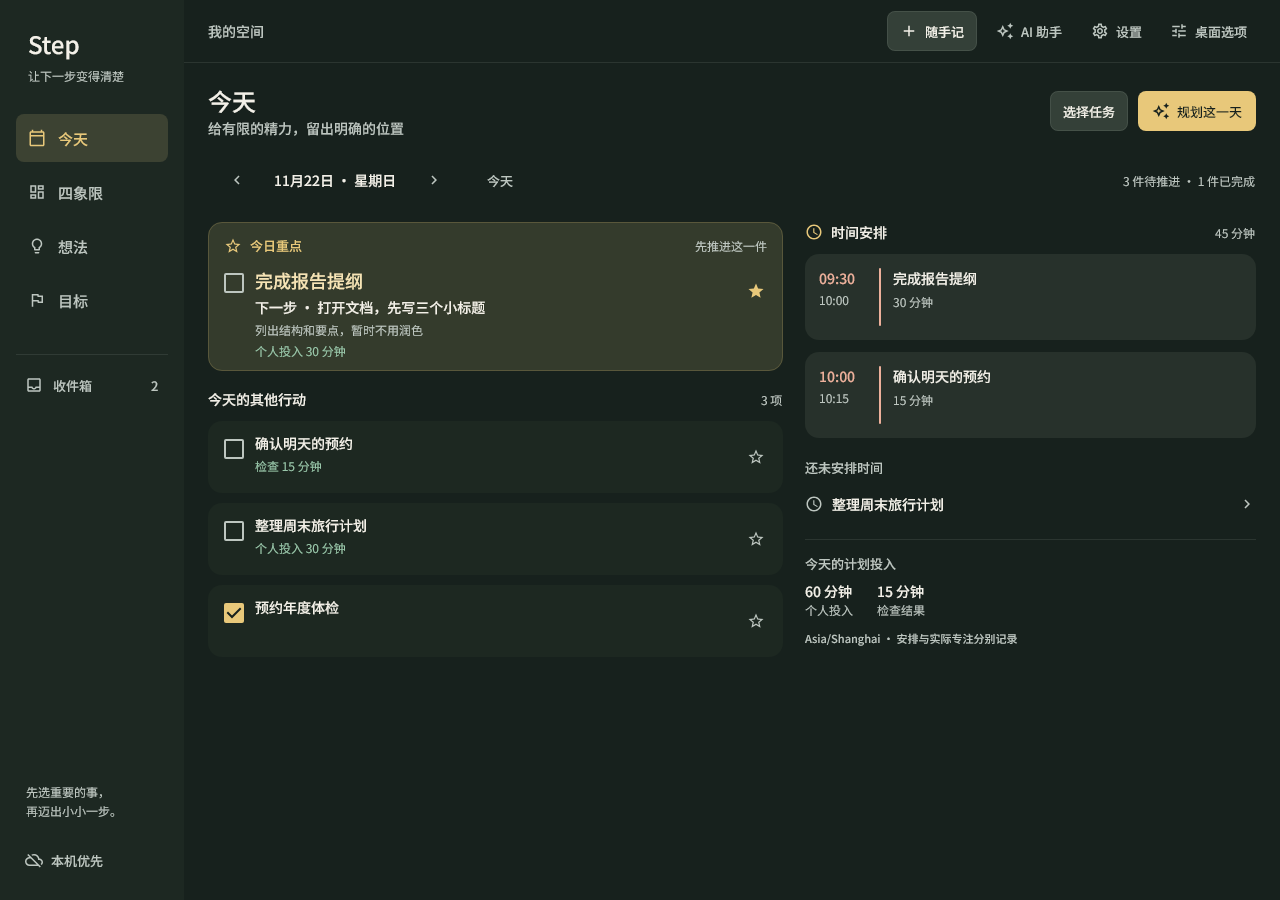 Step
让下一步变得清楚
今天
四象限
想法
目标
收件箱 2
先选重要的事，
再迈出小小一步。
本机优先
我的空间
随手记
AI 助手
设置
桌面选项
今天
给有限的精力，留出明确的位置
选择任务
规划这一天
11月22日 · 星期日
今天
3 件待推进 · 1 件已完成
今日重点
先推进这一件
完成报告提纲
下一步 · 打开文档，先写三个小标题
列出结构和要点，暂时不用润色
个人投入 30 分钟
今天的其他行动
3 项
确认明天的预约
检查 15 分钟
整理周末旅行计划
个人投入 30 分钟
预约年度体检
时间安排
45 分钟
09:30 完成报告提纲
10:00 30 分钟
10:00 确认明天的预约
10:15 15 分钟
还未安排时间
整理周末旅行计划
今天的计划投入
60 分钟 15 分钟
个人投入 检查结果
Asia/Shanghai · 安排与实际专注分别记录